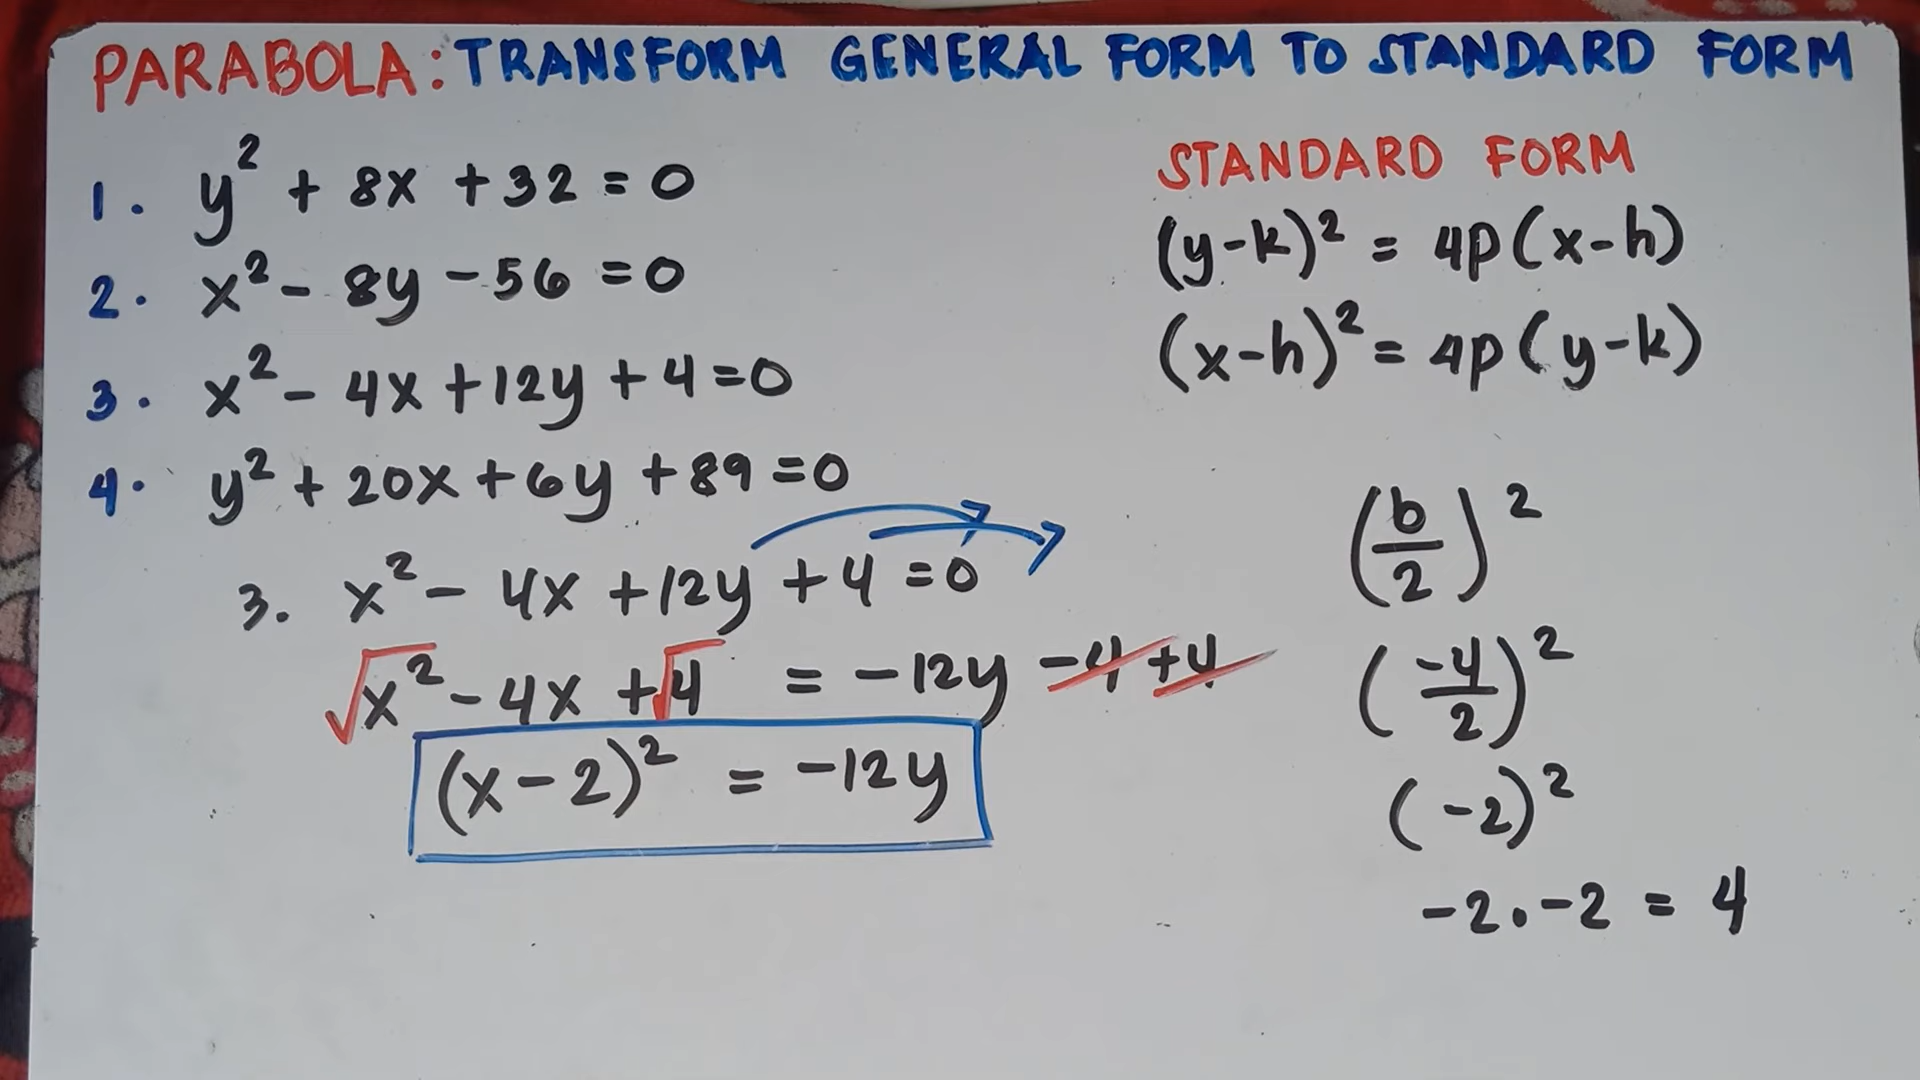 PARABOLA: TRANSFORM GENERAL FORM TO STANDARD FORM
1. y² + 8x + 32 = 0
2. x² - 8y - 56 = 0
3. x² - 4x + 12y + 4 = 0
4. y² + 20x + 6y + 89 = 0
3. x² - 4x + 12y + 4 = 0
√x² - 4x + √4 = -12y -4 +4
(x - 2)² = -12y
STANDARD FORM
(y-k)² = 4p(x-h)
(x-h)² = 4p(y-k)
(b/2)²
(-4/2)²
(-2)²
-2 · -2 = 4